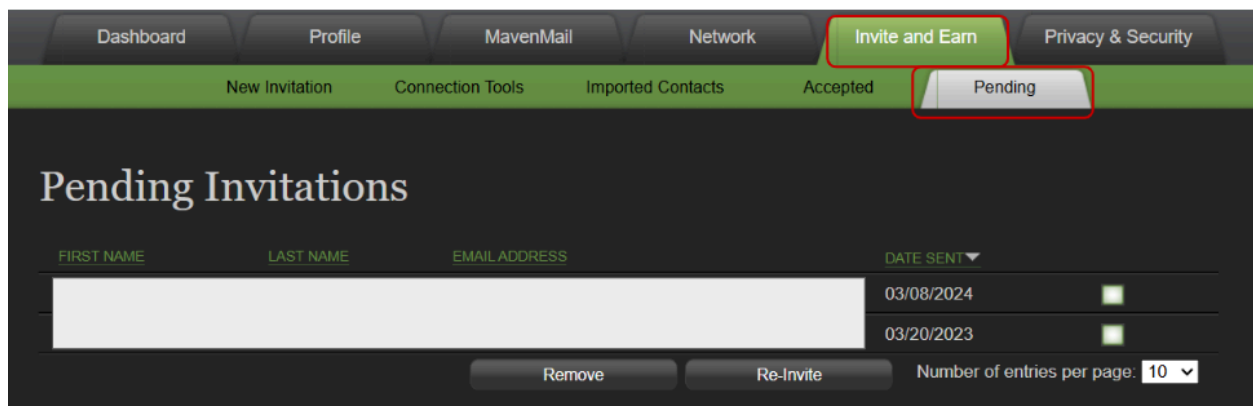 Dashboard Profile MavenMail Network Invite and Earn Privacy & Security
New Invitation Connection Tools Imported Contacts Accepted Pending
Pending Invitations
FIRST NAME LAST NAME EMAIL ADDRESS DATE SENT
03/08/2024
03/20/2023
Remove Re-Invite Number of entries per page: 10